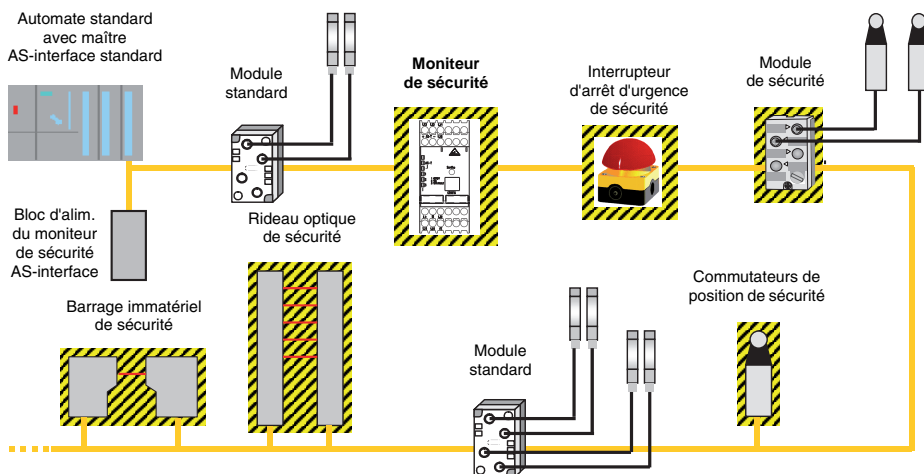 Automate standard
avec maître
AS-interface standard
Module
standard
Moniteur
de sécurité
Interrupteur
d'arrêt d'urgence
de sécurité
Module
de sécurité
Bloc d'alim.
du moniteur
de sécurité
AS-interface
Rideau optique
de sécurité
Barrage immatériel
de sécurité
Module
standard
Commutateurs de
position de sécurité